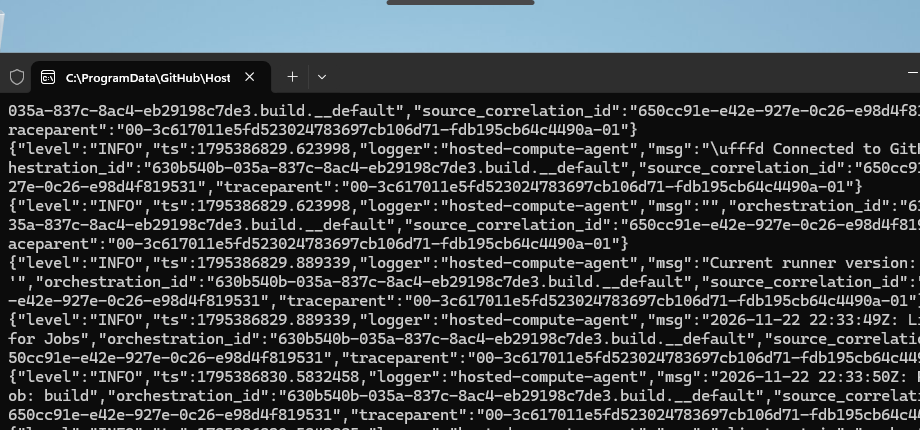 C:\ProgramData\GitHub\Host
035a-837c-8ac4-eb29198c7de3.build.__default","source_correlation_id":"650cc91e-e42e-927e-0c26-e98d4f81
raceparent":"00-3c617011e5fd523024783697cb106d71-fdb195cb64c4490a-01"}
{"level":"INFO","ts":1795386829.623998,"logger":"hosted-compute-agent","msg":"\ufffd Connected to GitH
hestration_id":"630b540b-035a-837c-8ac4-eb29198c7de3.build.__default","source_correlation_id":"650cc91
27e-0c26-e98d4f819531","traceparent":"00-3c617011e5fd523024783697cb106d71-fdb195cb64c4490a-01"}
{"level":"INFO","ts":1795386829.623998,"logger":"hosted-compute-agent","msg":"","orchestration_id":"63
35a-837c-8ac4-eb29198c7de3.build.__default","source_correlation_id":"650cc91e-e42e-927e-0c26-e98d4f819
aceparent":"00-3c617011e5fd523024783697cb106d71-fdb195cb64c4490a-01"}
{"level":"INFO","ts":1795386829.889339,"logger":"hosted-compute-agent","msg":"Current runner version:
'","orchestration_id":"630b540b-035a-837c-8ac4-eb29198c7de3.build.__default","source_correlation_id":"
-e42e-927e-0c26-e98d4f819531","traceparent":"00-3c617011e5fd523024783697cb106d71-fdb195cb64c4490a-01"
{"level":"INFO","ts":1795386829.889339,"logger":"hosted-compute-agent","msg":"2026-11-22 22:33:49Z: Li
for Jobs","orchestration_id":"630b540b-035a-837c-8ac4-eb29198c7de3.build.__default","source_correlatio
50cc91e-e42e-927e-0c26-e98d4f819531","traceparent":"00-3c617011e5fd523024783697cb106d71-fdb195cb64c449
{"level":"INFO","ts":1795386830.5832458,"logger":"hosted-compute-agent","msg":"2026-11-22 22:33:50Z: R
ob: build","orchestration_id":"630b540b-035a-837c-8ac4-eb29198c7de3.build.__default","source_correlati
650cc91e-e42e-927e-0c26-e98d4f819531","traceparent":"00-3c617011e5fd523024783697cb106d71-fdb195cb64c44